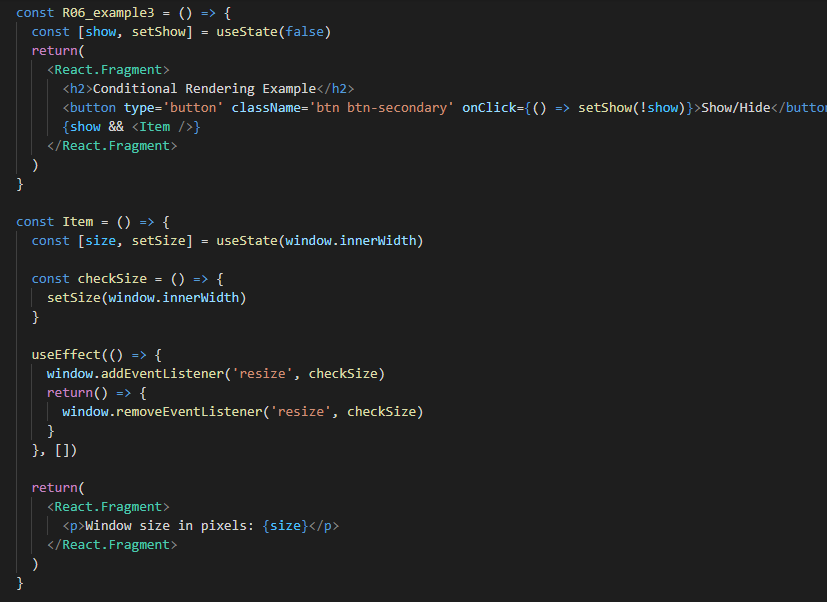 const R06_example3 = () => {
const [show, setShow] = useState(false)
return(
<React.Fragment>
<h2>Conditional Rendering Example</h2>
<button type='button' className='btn btn-secondary' onClick={() => setShow(!show)}>Show/Hide</button
{show && <Item />}
</React.Fragment>
)
}
const Item = () => {
const [size, setSize] = useState(window.innerWidth)
const checkSize = () => {
setSize(window.innerWidth)
}
useEffect(() => {
window.addEventListener('resize', checkSize)
return() => {
window.removeEventListener('resize', checkSize)
}
}, [])
return(
<React.Fragment>
<p>Window size in pixels: {size}</p>
</React.Fragment>
)
}